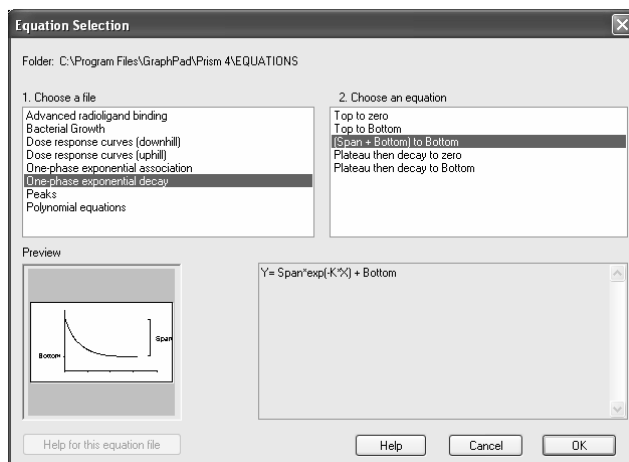 Equation Selection
Folder: C:\Program Files\GraphPad\Prism 4\EQUATIONS
1. Choose a file
Advanced radioligand binding
Bacterial Growth
Dose response curves (downhill)
Dose response curves (uphill)
One-phase exponential association
One-phase exponential decay
Peaks
Polynomial equations
2. Choose an equation
Top to zero
Top to Bottom
(Span + Bottom) to Bottom
Plateau then decay to zero
Plateau then decay to Bottom
Preview
Bottom
Span
Y= Span*exp(-K*X) + Bottom
Help for this equation file
Help
Cancel
OK